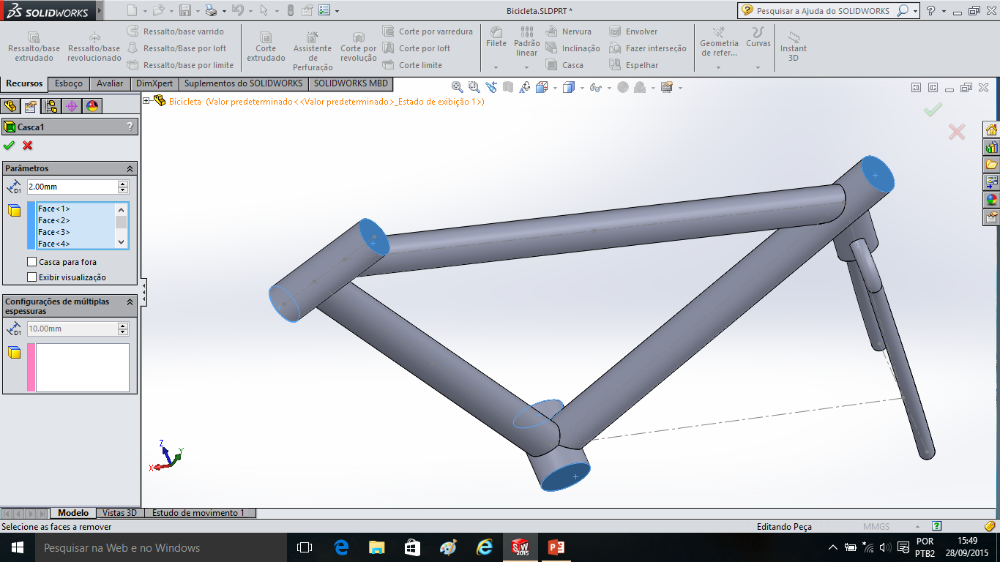 SOLIDWORKS
Bicicleta.SLDPRT *
Pesquisar a Ajuda do SOLIDWORKS
Ressalto/base extrudado
Ressalto/base revolucionado
Ressalto/base varrido
Ressalto/Base por loft
Ressalto/base por limite
Corte extrudado
Assistente de Perfuração
Corte por revolução
Corte por varredura
Corte por loft
Corte limite
Filete
Padrão linear
Nervura
Inclinação
Casca
Envolver
Fazer interseção
Espelhar
Geometria de refer...
Curvas
Instant 3D
Recursos
Esboço
Avaliar
DimXpert
Suplementos do SOLIDWORKS
SOLIDWORKS MBD
Bicicleta (Valor predeterminado<<Valor predeterminado>_Estado de exibição 1>)
Casca1
?
Parâmetros
D1
2.00mm
Face<1>
Face<2>
Face<3>
Face<4>
Casca para fora
Exibir visualização
Configurações de múltiplas
espessuras
D1
10.00mm
Z
Y
X
Modelo
Vistas 3D
Estudo de movimento 1
Selecione as faces a remover
Editando Peça
MMGS
?
Pesquisar na Web e no Windows
SW
2015
POR
PTB2
15:49
28/09/2015